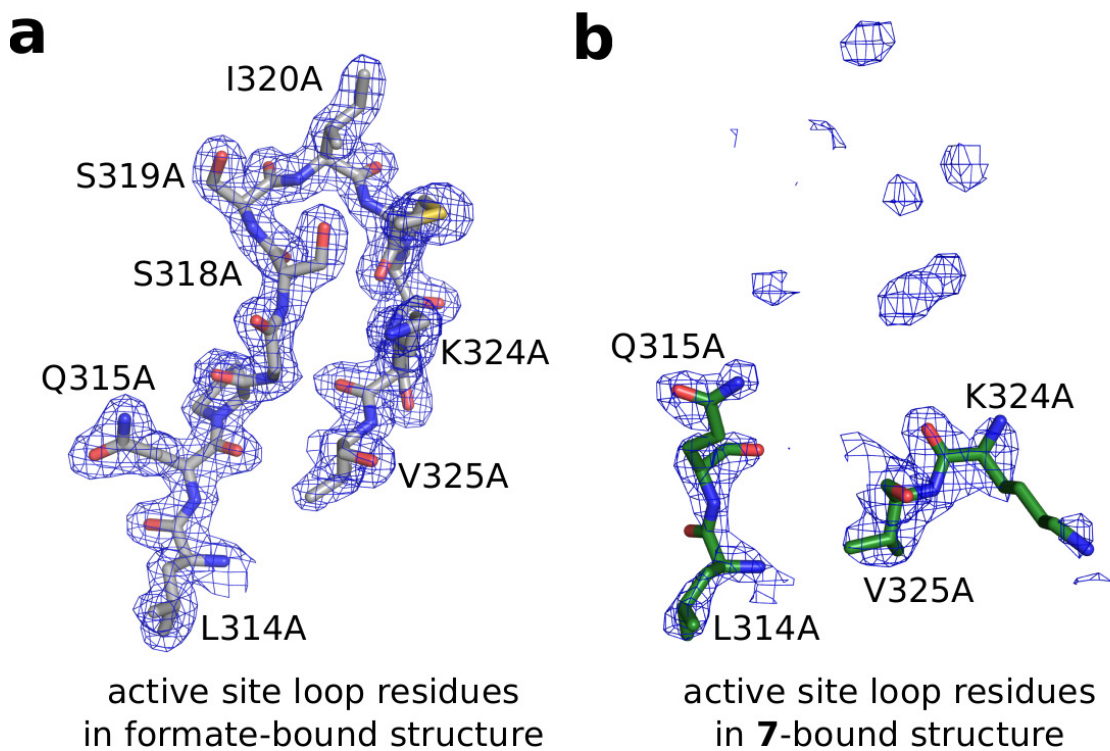 a
I320A
S319A
S318A
Q315A
K324A
V325A
L314A
active site loop residues
in formate-bound structure
b
Q315A
K324A
V325A
L314A
active site loop residues
in 7-bound structure